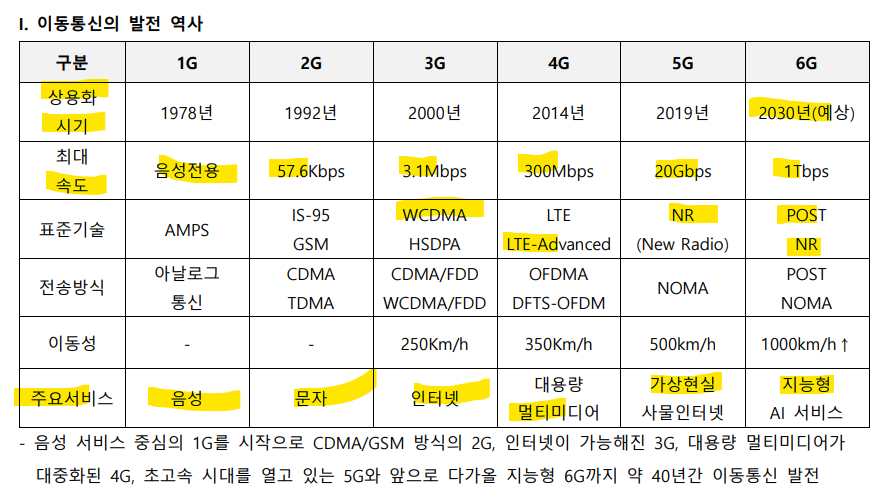 I. 이동통신의 발전 역사
구분 1G 2G 3G 4G 5G 6G
상용화 시기 1978년 1992년 2000년 2014년 2019년 2030년(예상)
최대 속도 음성전용 57.6Kbps 3.1Mbps 300Mbps 20Gbps 1Tbps
표준기술 AMPS IS-95 GSM WCDMA HSDPA LTE LTE-Advanced NR (New Radio) POST NR
전송방식 아날로그 통신 CDMA TDMA CDMA/FDD WCDMA/FDD OFDMA DFTS-OFDM NOMA POST NOMA
이동성 - - 250Km/h 350Km/h 500km/h 1000km/h↑
주요서비스 음성 문자 인터넷 대용량 멀티미디어 가상현실 사물인터넷 지능형 AI 서비스
- 음성 서비스 중심의 1G를 시작으로 CDMA/GSM 방식의 2G, 인터넷이 가능해진 3G, 대용량 멀티미디어가
대중화된 4G, 초고속 시대를 열고 있는 5G와 앞으로 다가올 지능형 6G까지 약 40년간 이동통신 발전